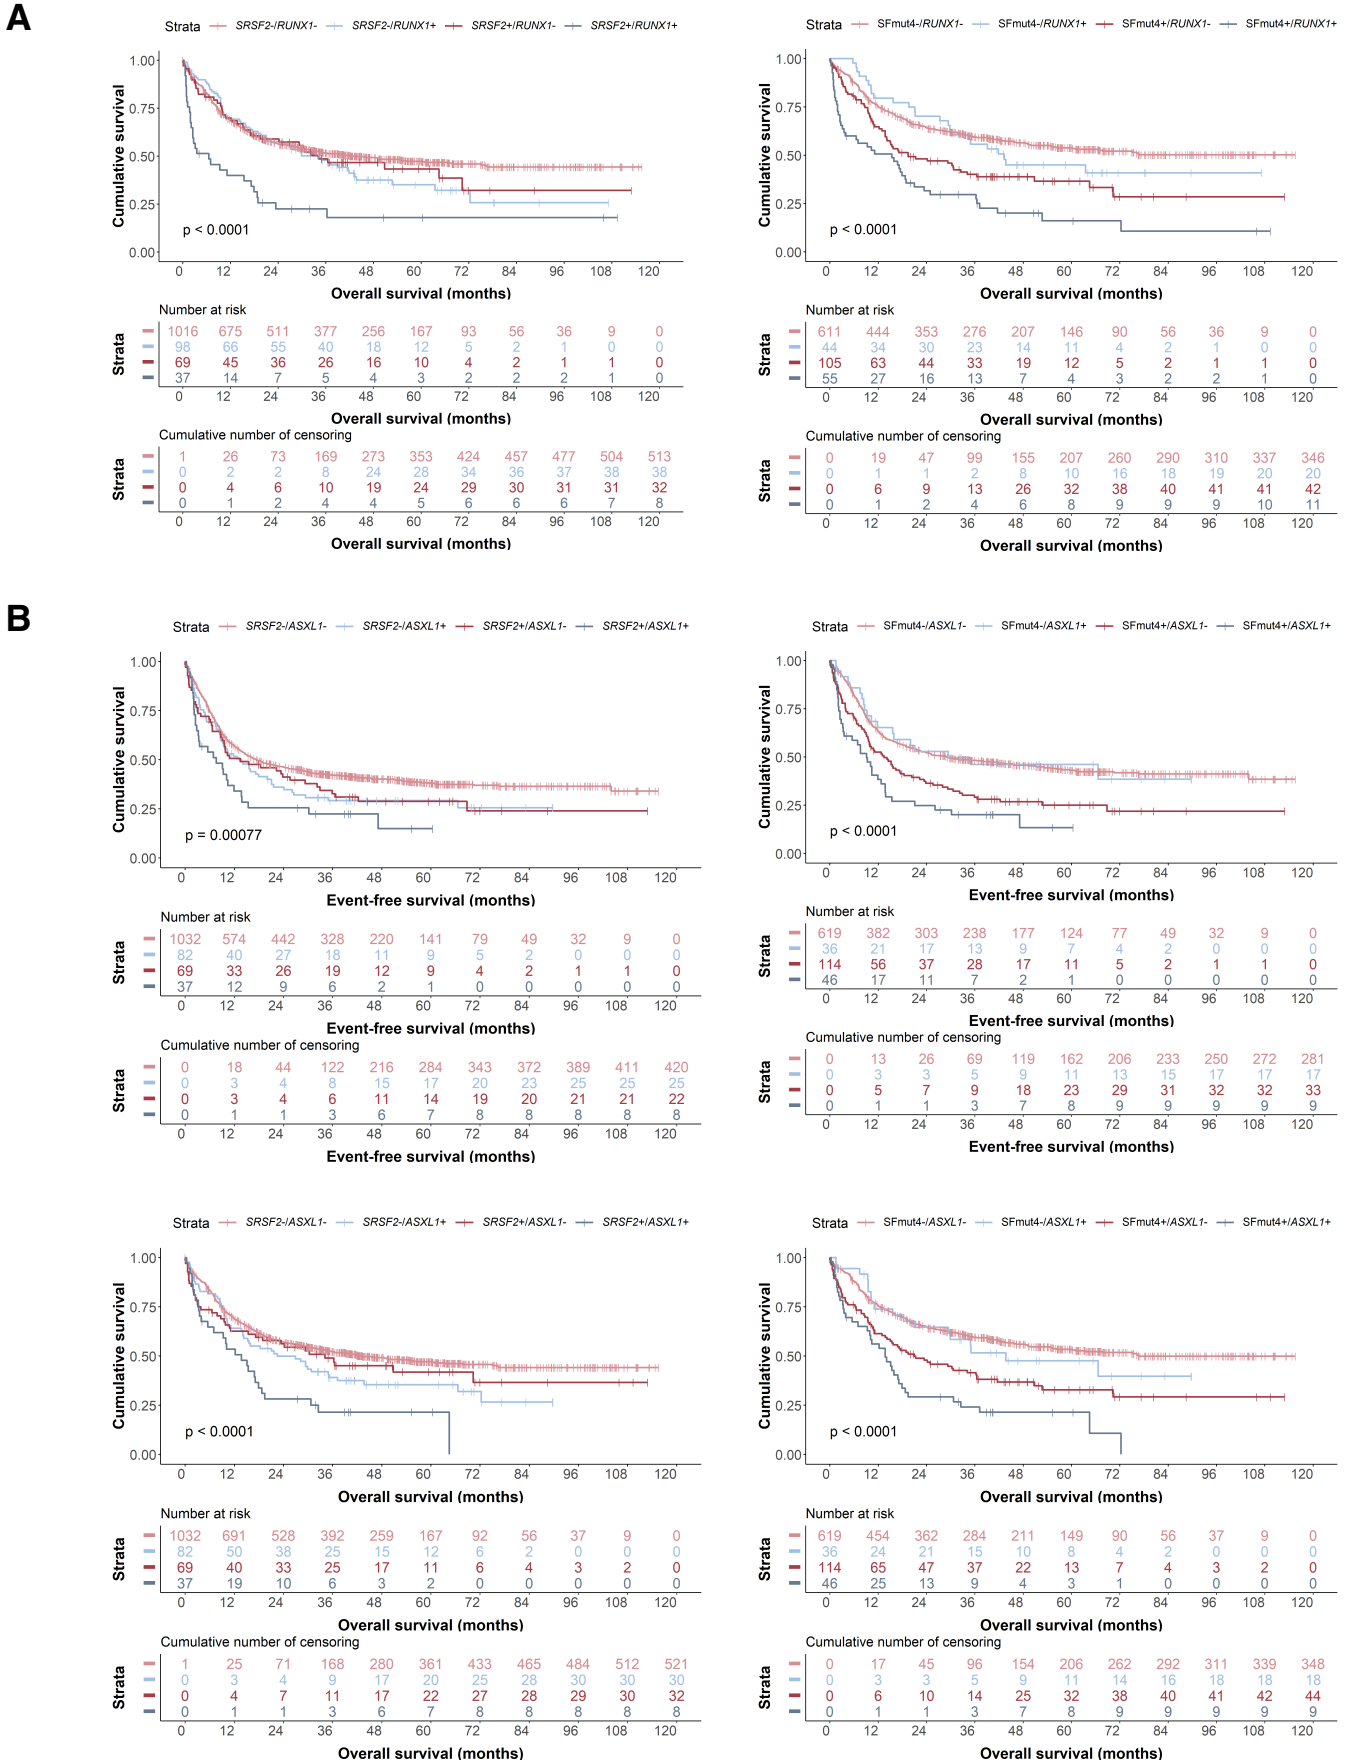 A
Strata SRSF2-/RUNX1- SRSF2-/RUNX1+ SRSF2+/RUNX1- SRSF2+/RUNX1+
Cumulative survival
1.00
0.75
0.50
0.25
0.00
p < 0.0001
0 12 24 36 48 60 72 84 96 108 120
Overall survival (months)
Number at risk
Strata
1016 675 511 377 256 167 93 56 36 9 0
98 66 55 40 18 12 5 2 1 0 0
69 45 36 26 16 10 4 2 1 1 0
37 14 7 5 4 3 2 2 2 1 0
0 12 24 36 48 60 72 84 96 108 120
Overall survival (months)
Cumulative number of censoring
Strata
1 26 73 169 273 353 424 457 477 504 513
0 2 2 8 24 28 34 36 37 38 38
0 4 6 10 19 24 29 30 31 31 32
0 1 2 4 4 5 6 6 6 7 8
0 12 24 36 48 60 72 84 96 108 120
Overall survival (months)
Strata SFmut4-/RUNX1- SFmut4-/RUNX1+ SFmut4+/RUNX1- SFmut4+/RUNX1+
Cumulative survival
1.00
0.75
0.50
0.25
0.00
p < 0.0001
0 12 24 36 48 60 72 84 96 108 120
Overall survival (months)
Number at risk
Strata
611 444 353 276 207 146 90 56 36 9 0
44 34 30 23 14 11 4 2 1 0 0
105 63 44 33 19 12 5 2 1 1 0
55 27 16 13 7 4 3 2 2 1 0
0 12 24 36 48 60 72 84 96 108 120
Overall survival (months)
Cumulative number of censoring
Strata
0 19 47 99 155 207 260 290 310 337 346
0 1 1 2 8 10 16 18 19 20 20
0 6 9 13 26 32 38 40 41 41 42
0 1 2 4 6 8 9 9 9 10 11
0 12 24 36 48 60 72 84 96 108 120
Overall survival (months)
B
Strata SRSF2-/ASXL1- SRSF2-/ASXL1+ SRSF2+/ASXL1- SRSF2+/ASXL1+
Cumulative survival
1.00
0.75
0.50
0.25
0.00
p = 0.00077
0 12 24 36 48 60 72 84 96 108 120
Event-free survival (months)
Number at risk
Strata
1032 574 442 328 220 141 79 49 32 9 0
82 40 27 18 11 9 5 2 0 0 0
69 33 26 19 12 9 4 2 1 1 0
37 12 9 6 2 1 0 0 0 0 0
0 12 24 36 48 60 72 84 96 108 120
Event-free survival (months)
Cumulative number of censoring
Strata
0 18 44 122 216 284 343 372 389 411 420
0 3 4 8 15 17 20 23 25 25 25
0 3 4 6 11 14 19 20 21 21 22
0 1 1 3 6 7 8 8 8 8 8
0 12 24 36 48 60 72 84 96 108 120
Event-free survival (months)
Strata SFmut4-/ASXL1- SFmut4-/ASXL1+ SFmut4+/ASXL1- SFmut4+/ASXL1+
Cumulative survival
1.00
0.75
0.50
0.25
0.00
p < 0.0001
0 12 24 36 48 60 72 84 96 108 120
Event-free survival (months)
Number at risk
Strata
619 382 303 238 177 124 77 49 32 9 0
36 21 17 13 9 7 4 2 0 0 0
114 56 37 28 17 11 5 2 1 1 0
46 17 11 7 2 1 0 0 0 0 0
0 12 24 36 48 60 72 84 96 108 120
Event-free survival (months)
Cumulative number of censoring
Strata
0 13 26 69 119 162 206 233 250 272 281
0 3 3 5 9 11 13 15 17 17 17
0 5 7 9 18 23 29 31 32 32 33
0 1 1 3 7 8 9 9 9 9 9
0 12 24 36 48 60 72 84 96 108 120
Event-free survival (months)
Strata SRSF2-/ASXL1- SRSF2-/ASXL1+ SRSF2+/ASXL1- SRSF2+/ASXL1+
Cumulative survival
1.00
0.75
0.50
0.25
0.00
p < 0.0001
0 12 24 36 48 60 72 84 96 108 120
Overall survival (months)
Number at risk
Strata
1032 691 528 392 259 167 92 56 37 9 0
82 50 38 25 15 12 6 2 0 0 0
69 40 33 25 17 11 6 4 3 2 0
37 19 10 6 3 2 0 0 0 0 0
0 12 24 36 48 60 72 84 96 108 120
Overall survival (months)
Cumulative number of censoring
Strata
1 25 71 168 280 361 433 465 484 512 521
0 3 4 9 17 20 25 28 30 30 30
0 4 7 11 17 22 27 28 29 30 32
0 1 1 3 6 7 8 8 8 8 8
0 12 24 36 48 60 72 84 96 108 120
Overall survival (months)
Strata SFmut4-/ASXL1- SFmut4-/ASXL1+ SFmut4+/ASXL1- SFmut4+/ASXL1+
Cumulative survival
1.00
0.75
0.50
0.25
0.00
p < 0.0001
0 12 24 36 48 60 72 84 96 108 120
Overall survival (months)
Number at risk
Strata
619 454 362 284 211 149 90 56 37 9 0
36 24 21 15 10 8 4 2 0 0 0
114 65 47 37 22 13 7 4 3 2 0
46 25 13 9 4 3 1 0 0 0 0
0 12 24 36 48 60 72 84 96 108 120
Overall survival (months)
Cumulative number of censoring
Strata
0 17 45 96 154 206 262 292 311 339 348
0 3 3 5 9 11 14 16 18 18 18
0 6 10 14 25 32 38 40 41 42 44
0 1 1 3 7 8 9 9 9 9 9
0 12 24 36 48 60 72 84 96 108 120
Overall survival (months)